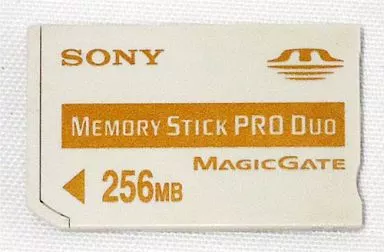 SONY
MEMORY STICK PRO DUO
MAGICGATE
256MB